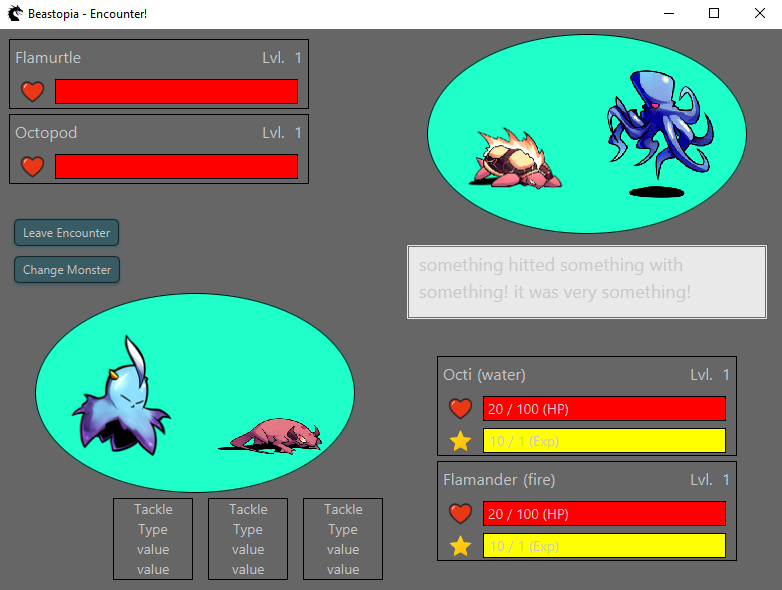 Beastopia - Encounter!
Flamurtle Lvl. 1
Octopod Lvl. 1
Leave Encounter
Change Monster
something hitted something with
something! it was very something!
Octi (water) Lvl. 1
20 / 100 (HP)
10 / 1 (Exp)
Flamander (fire) Lvl. 1
20 / 100 (HP)
10 / 1 (Exp)
Tackle Tackle Tackle
Type Type Type
value value value
value value value